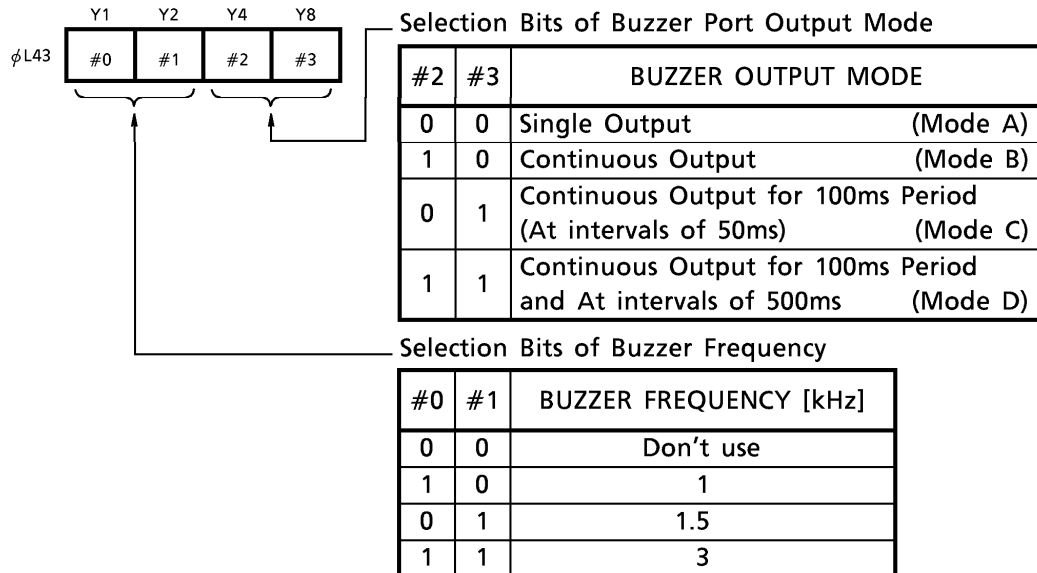 Y1 Y2 Y4 Y8
ϕL43 #0 #1 #2 #3
Selection Bits of Buzzer Port Output Mode
#2 #3 BUZZER OUTPUT MODE
0 0 Single Output (Mode A)
1 0 Continuous Output (Mode B)
0 1 Continuous Output for 100ms Period
(At intervals of 50ms) (Mode C)
1 1 Continuous Output for 100ms Period
and At intervals of 500ms (Mode D)
Selection Bits of Buzzer Frequency
#0 #1 BUZZER FREQUENCY [kHz]
0 0 Don't use
1 0 1
0 1 1.5
1 1 3